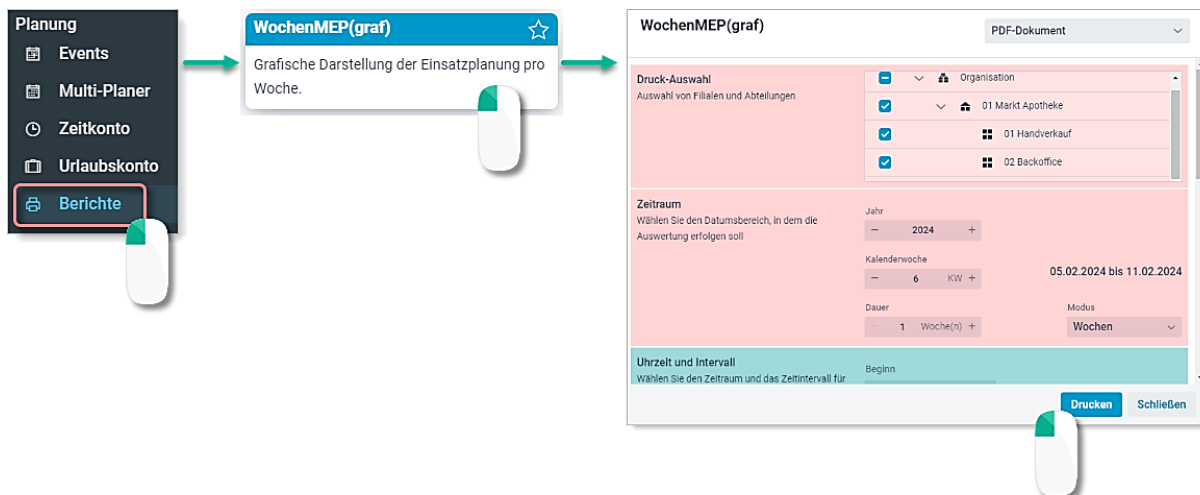 Planung
Events
Multi-Planer
Zeitkonto
Urlaubskonto
Berichte
WochenMEP(graf)
Grafische Darstellung der Einsatzplanung pro
Woche.
WochenMEP(graf)
PDF-Dokument
Druck-Auswahl
Auswahl von Filialen und Abteilungen
Organisation
01 Markt Apotheke
01 Handverkauf
02 Backoffice
Zeitraum
Wählen Sie den Datumsbereich, in dem die
Auswertung erfolgen soll
Jahr
− 2024 +
Kalenderwoche
− 6 KW +
05.02.2024 bis 11.02.2024
Dauer
− 1 Woche(n) +
Modus
Wochen
Uhrzeit und Intervall
Wählen Sie den Zeitraum und das Zeitintervall für
Beginn
Drucken
Schließen